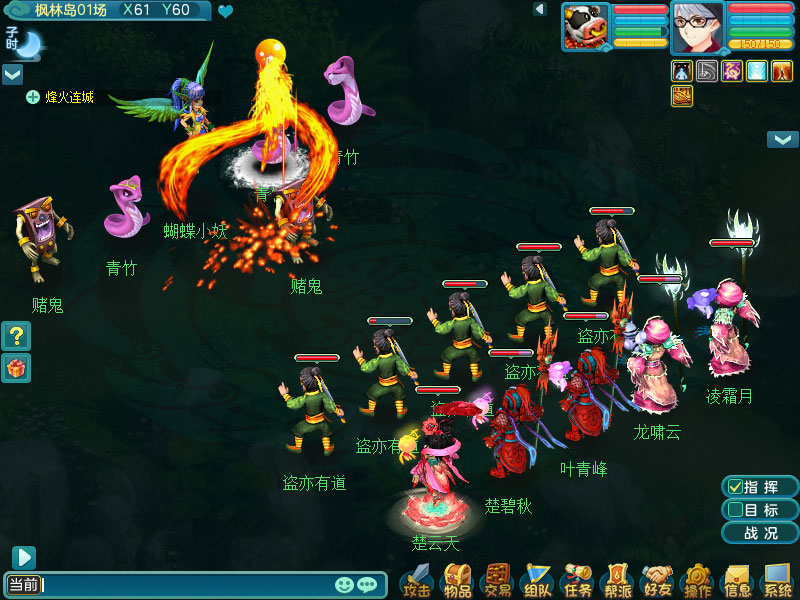 枫林岛01场 X61 Y60
子时
烽火连城
150/150
青竹
青
蝴蝶小妖
青竹
赌鬼
赌鬼
盗亦有
盗亦
盗 道
凌霜月
龙啸云
盗亦有
叶青峰
盗亦有道
楚碧秋
楚云天
?
指挥
目标
战况
当前
攻击 物品 交易 组队 任务 帮派 好友 操作 信息 系统